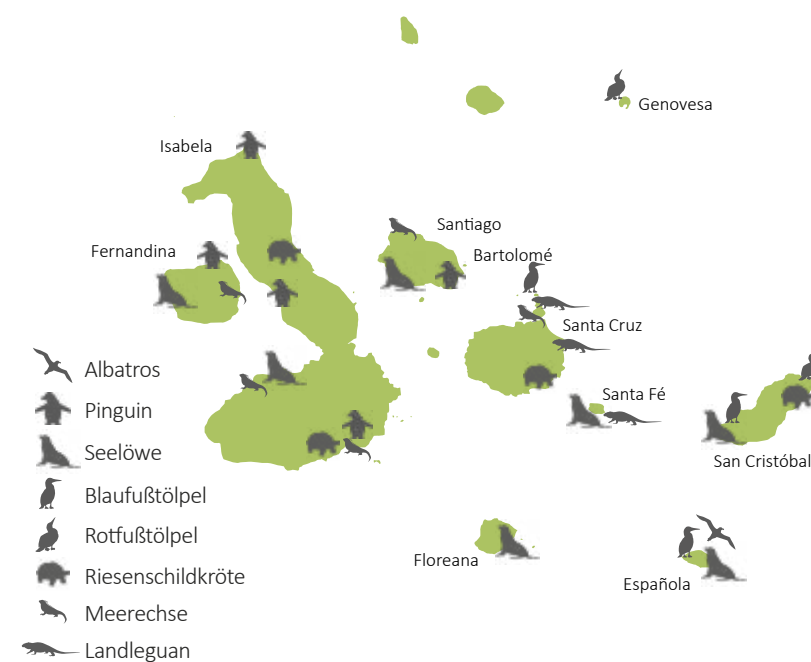 Genovesa
Isabela
Santiago
Fernandina
Bartolomé
Santa Cruz
Albatros
Santa Fé
Pinguin
Seelöwe
San Cristóbal
Blaufußtölpel
Rotfußtölpel
Floreana
Riesenschildkröte
Española
Meerechse
Landleguan